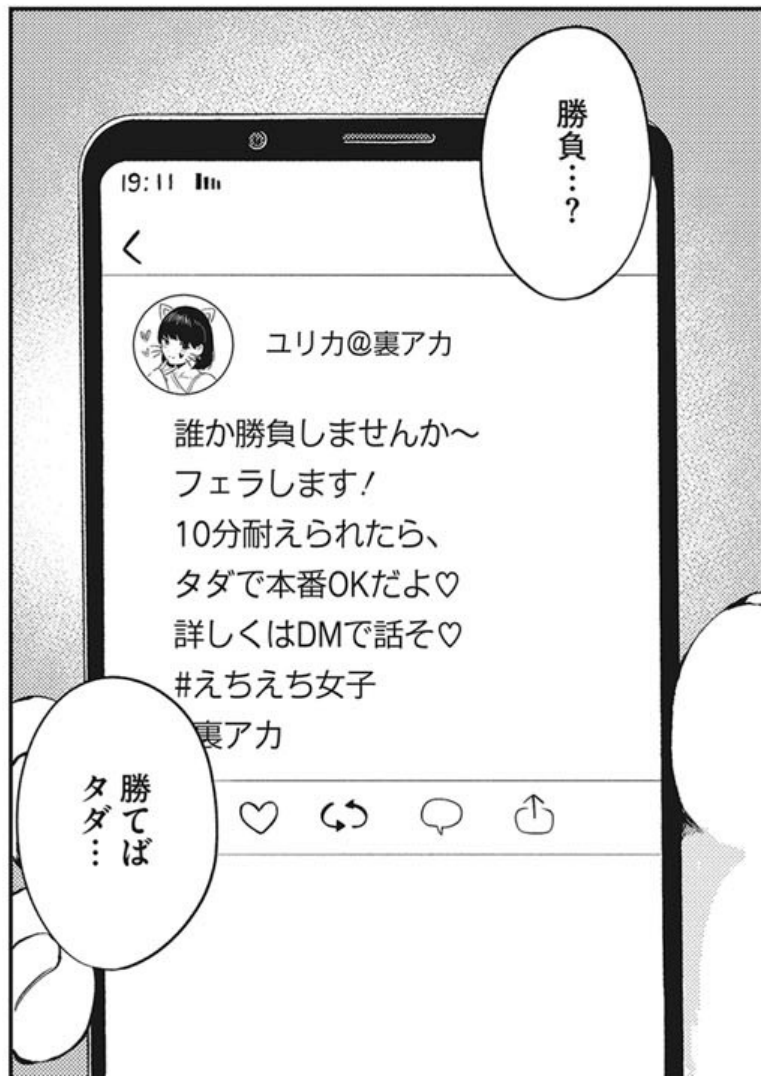 勝負…?
19:11
ユリカ@裏アカ
誰か勝負しませんか～
フェラします!
10分耐えられたら、
タダで本番OKだよ♡
詳しくはDMで話そ♡
#えちえち女子
裏アカ
勝てば
タダ…